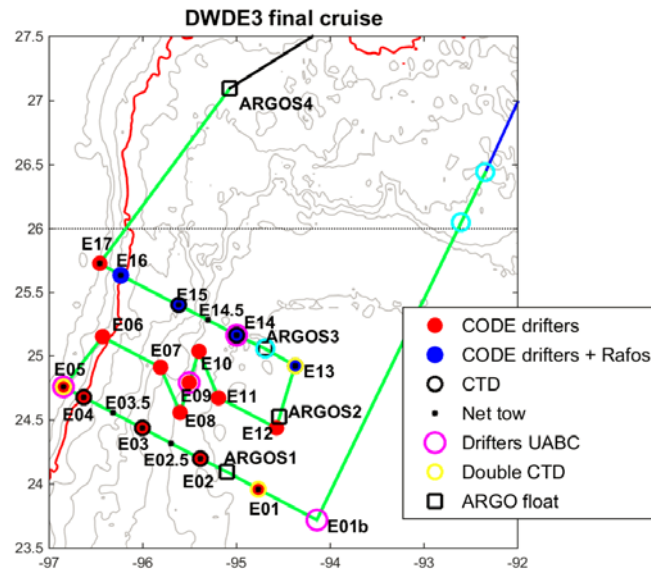 DWDE3 final cruise
27.5
27
26.5
26
25.5
25
24.5
24
23.5
-97
-96
-95
-94
-93
-92
ARGOS4
E17
E16
E15
E14.5
E14
ARGOS3
E13
E06
E07
E10
E05
E09
E11
E04
E03.5
E08
ARGOS2
E12
E03
E02.5
ARGOS1
E02
E01
E01b
CODE drifters
CODE drifters + Rafos
CTD
Net tow
Drifters UABC
Double CTD
ARGO float